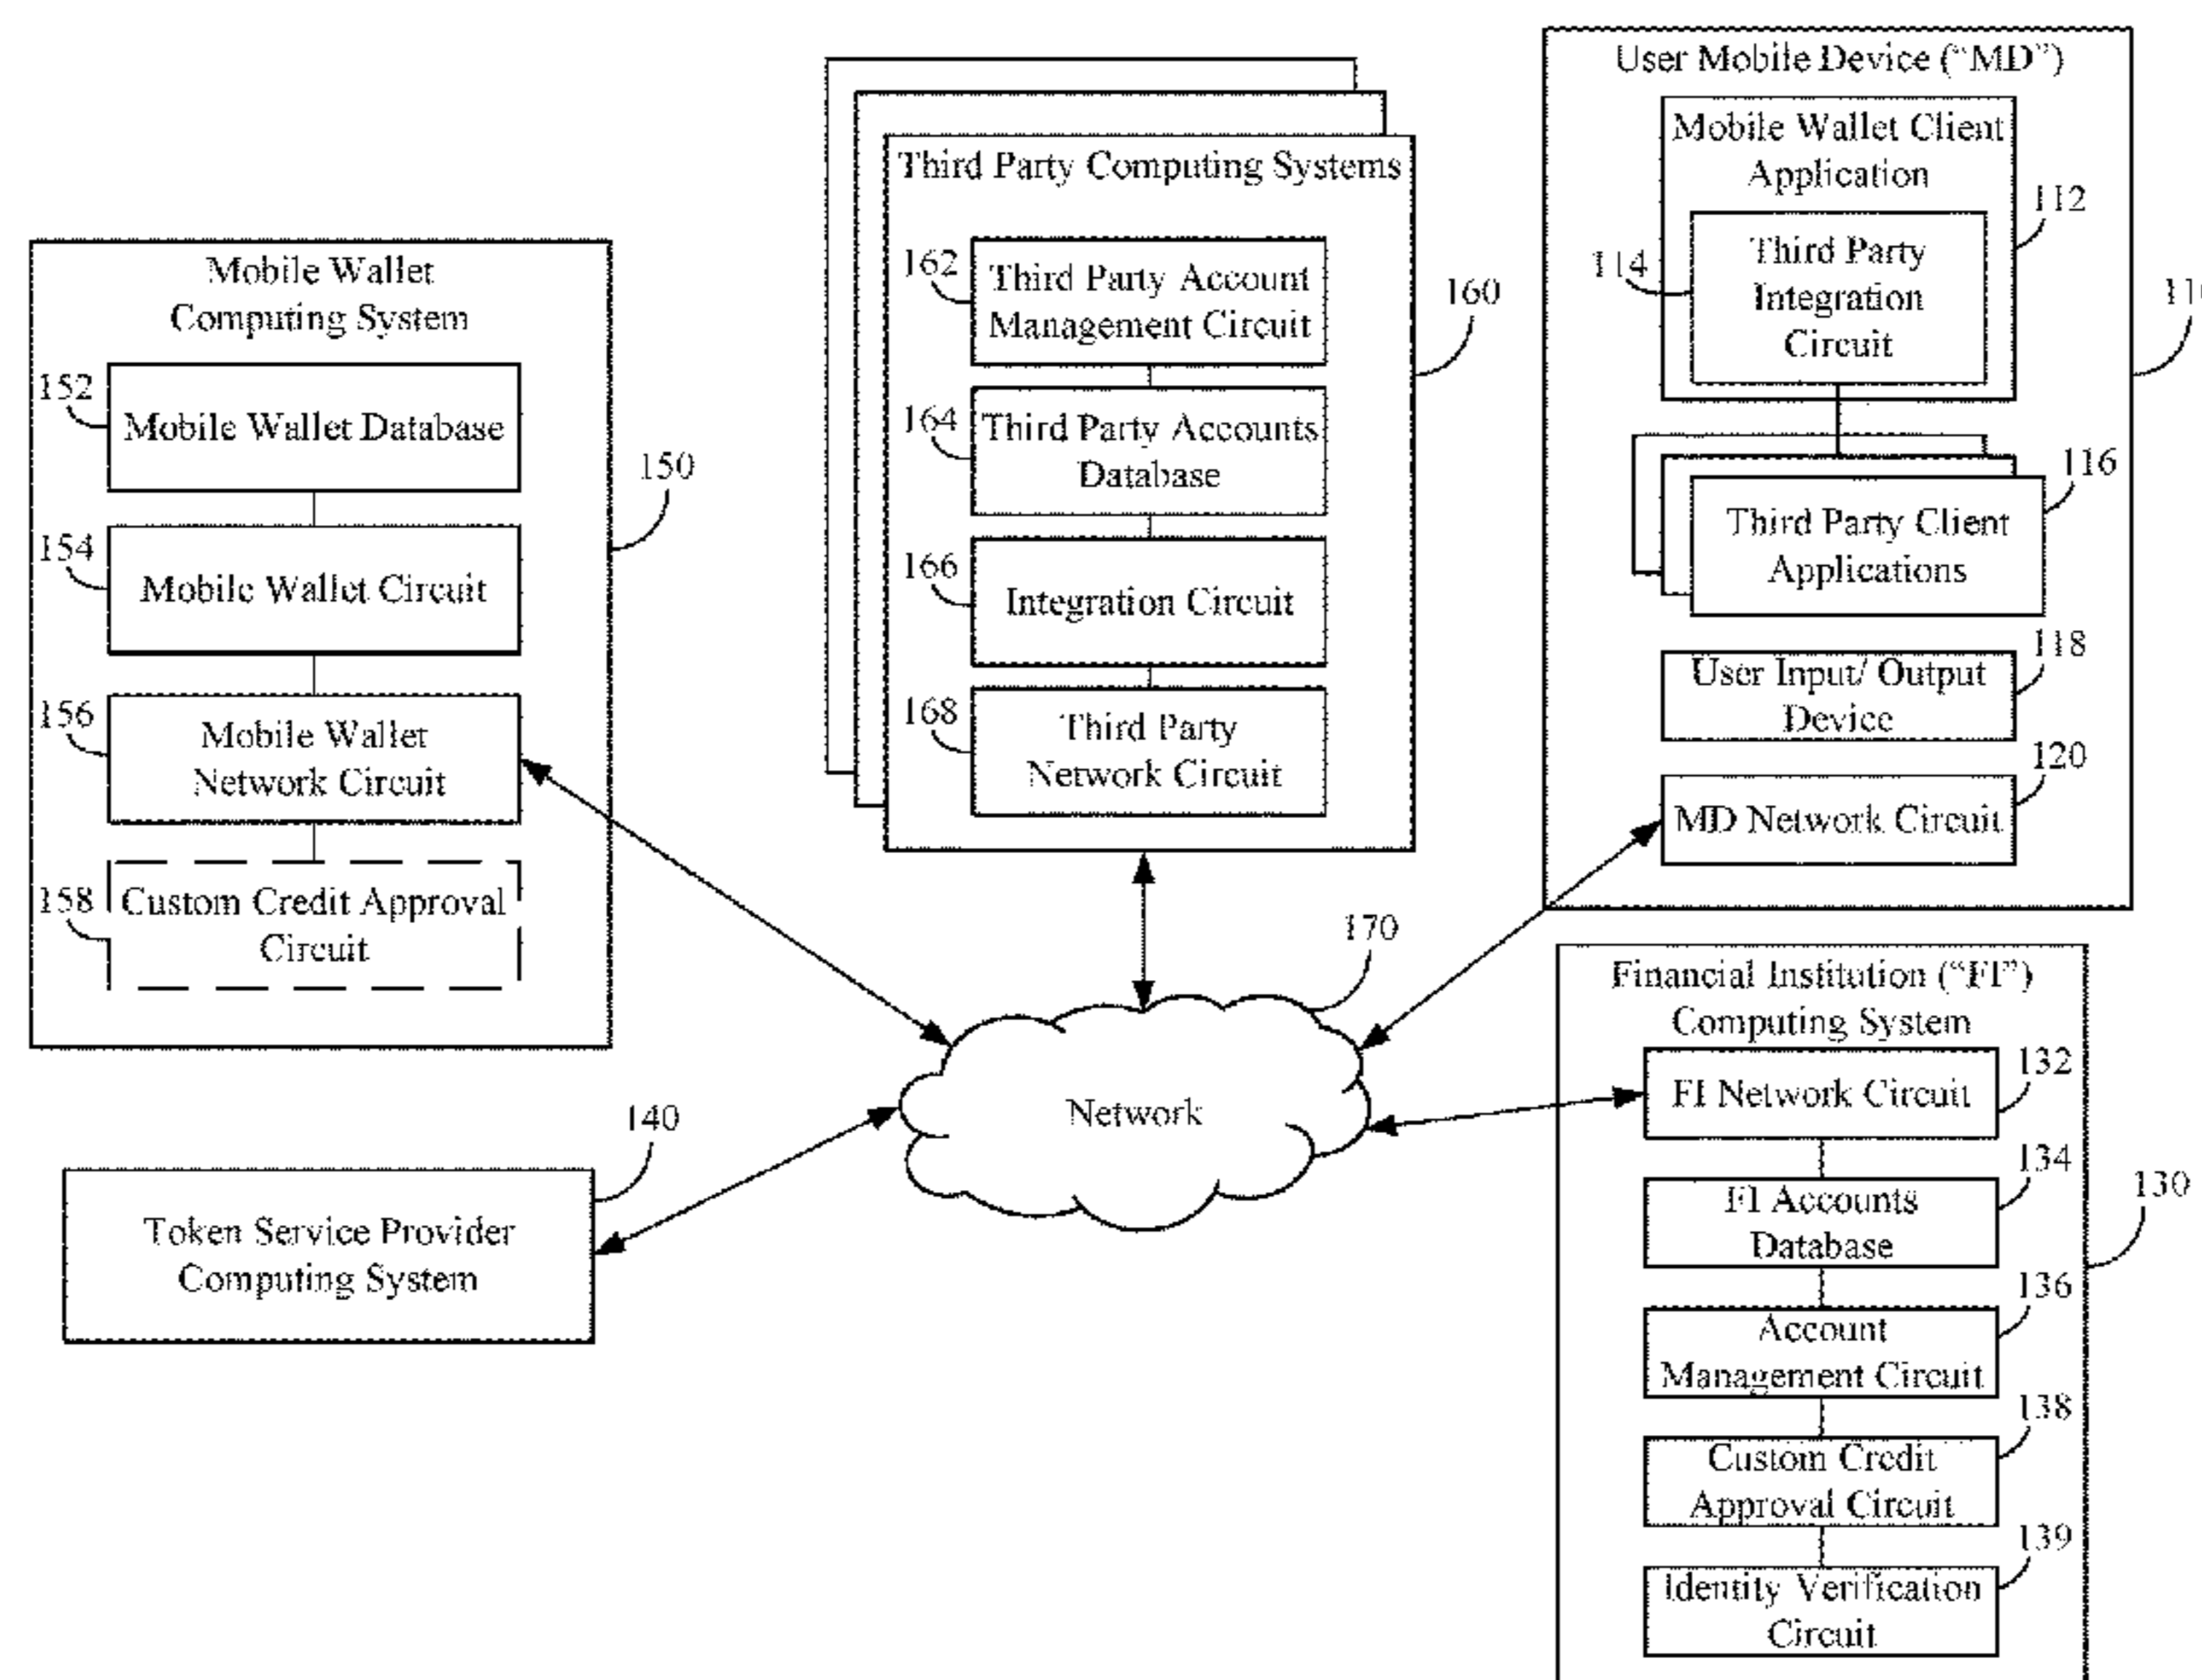 Mobile Wallet
Computing System
152
Mobile Wallet Database
150
154
Mobile Wallet Circuit
156
Mobile Wallet
Network Circuit
158
Custom Credit Approval
Circuit
140
Token Service Provider
Computing System
Third Party Computing Systems
162
Third Party Account
Management Circuit
160
164
Third Party Accounts
Database
166
Integration Circuit
168
Third Party
Network Circuit
170
Network
User Mobile Device (“MD”)
Mobile Wallet Client
Application
112
114
Third Party
Integration
Circuit
116
Third Party Client
Applications
118
User Input/ Output
Device
120
MD Network Circuit
Financial Institution (“FI”)
Computing System
132
FI Network Circuit
134
FI Accounts
Database
130
136
Account
Management Circuit
138
Custom Credit
Approval Circuit
139
Identity Verification
Circuit